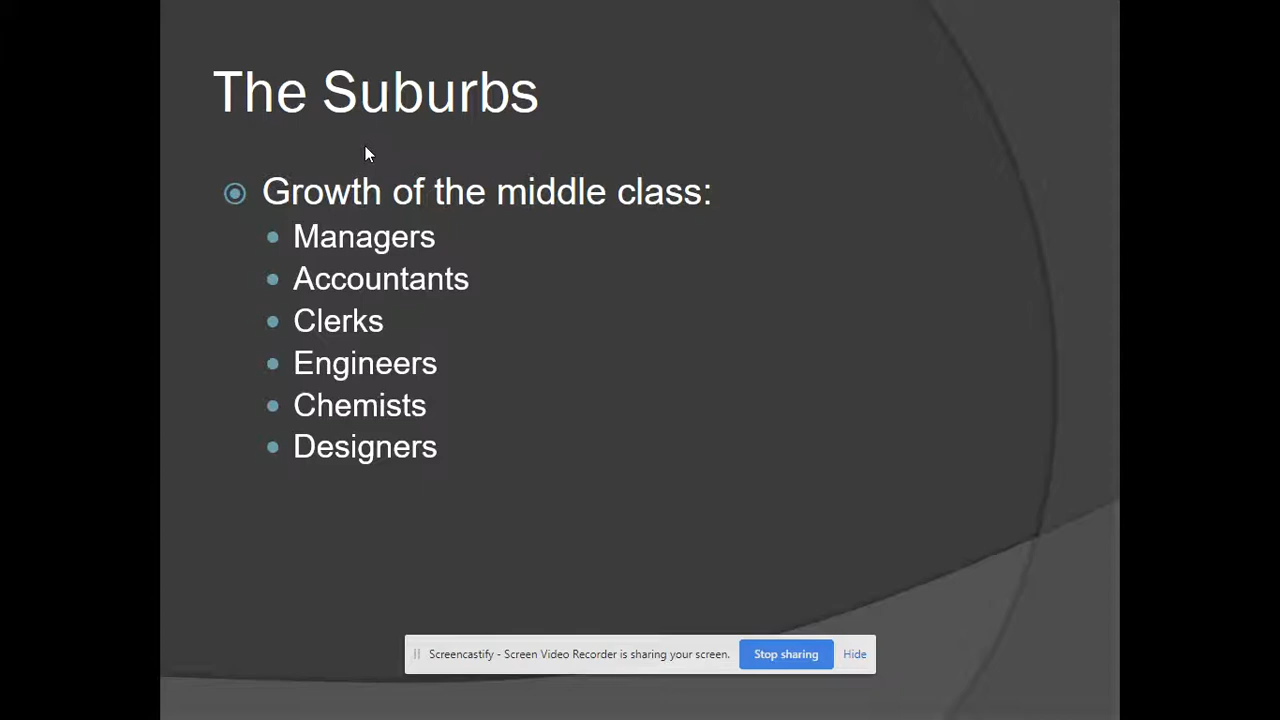 The Suburbs
Growth of the middle class:
Managers
Accountants
Clerks
Engineers
Chemists
Designers
Screencastify - Screen Video Recorder is sharing your screen. Stop sharing Hide